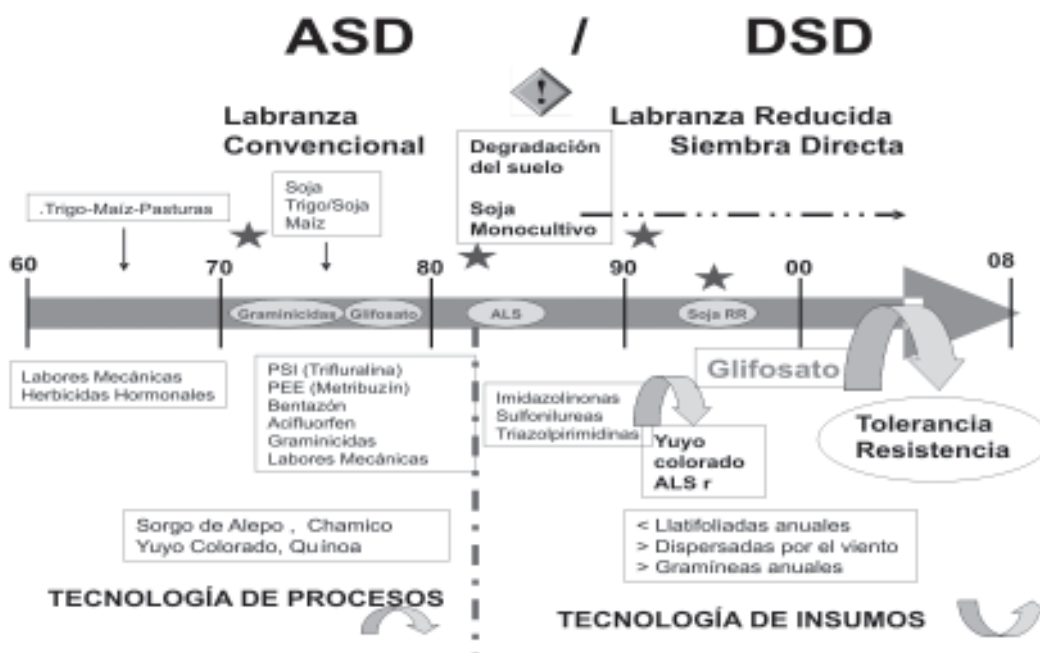 ASD / DSD
!
Labranza
Convencional
Labranza Reducida
Siembra Directa
Degradación
del suelo
Soja
Monocultivo
.Trigo-Maíz-Pasturas
Soja
Trigo/Soja
Maíz
60 70 80 90 00 08
Graminicidas Glifosato ALS Soja RR
Labores Mecánicas
Herbicidas Hormonales
PSI (Trifluralina)
PEE (Metribuzín)
Bentazón
Acifluorfen
Graminicidas
Labores Mecánicas
Imidazolinonas
Sulfonilureas
Triazolpirimidinas
Yuyo
colorado
ALS r
Glifosato
Tolerancia
Resistencia
Sorgo de Alepo , Chamico
Yuyo Colorado, Quínoa
< Llatifoliadas anuales
> Dispersadas por el viento
> Gramíneas anuales
TECNOLOGÍA DE PROCESOS
TECNOLOGÍA DE INSUMOS